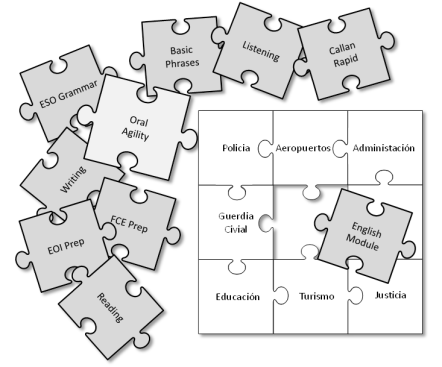 Basic
Phrases
Listening
Callan
Rapid
ESO Grammar
Oral
Agility
Writing
ECE Prep
EOI Prep
Reading
Policia
Aeropuertos
Administación
Guerdia
Civial
English
Module
Educación
Turismo
Justicia